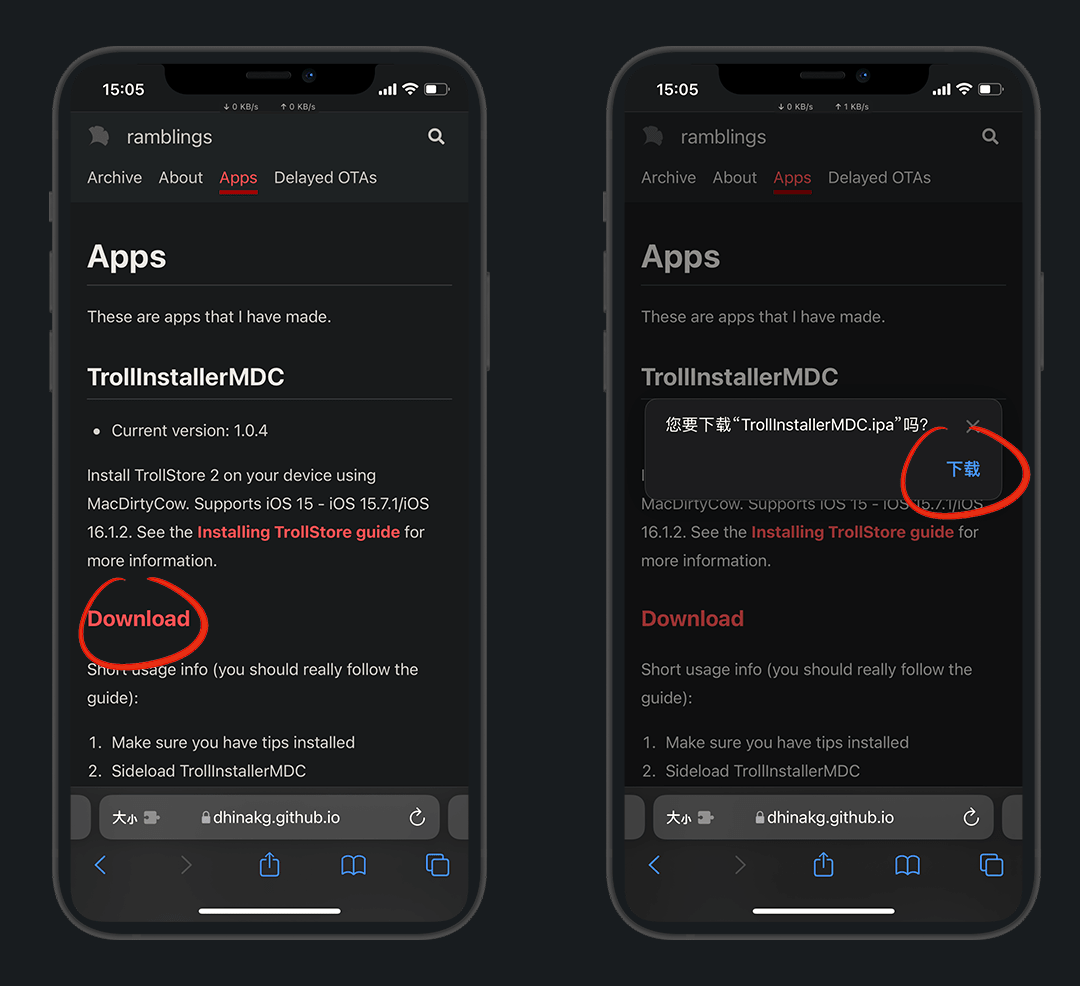 15:05
↓ 0 KB/s ↑ 0 KB/s
ramblings
Archive About Apps Delayed OTAs
Apps
These are apps that I have made.
TrollInstallerMDC
• Current version: 1.0.4
Install TrollStore 2 on your device using
MacDirtyCow. Supports iOS 15 - iOS 15.7.1/iOS
16.1.2. See the Installing TrollStore guide for
more information.
Download
Short usage info (you should really follow the
guide):
1. Make sure you have tips installed
2. Sideload TrollInstallerMDC
大小 dhinakg.github.io
15:05
↓ 0 KB/s ↑ 1 KB/s
ramblings
Archive About Apps Delayed OTAs
Apps
These are apps that I have made.
TrollInstallerMDC
您要下载“TrollInstallerMDC.ipa”吗?
下载
MacDirtyCow. Supports iOS 15 - iOS 15.7.1/iOS
16.1.2. See the Installing TrollStore guide for
more information.
Download
Short usage info (you should really follow the
guide):
1. Make sure you have tips installed
2. Sideload TrollInstallerMDC
大小 dhinakg.github.io